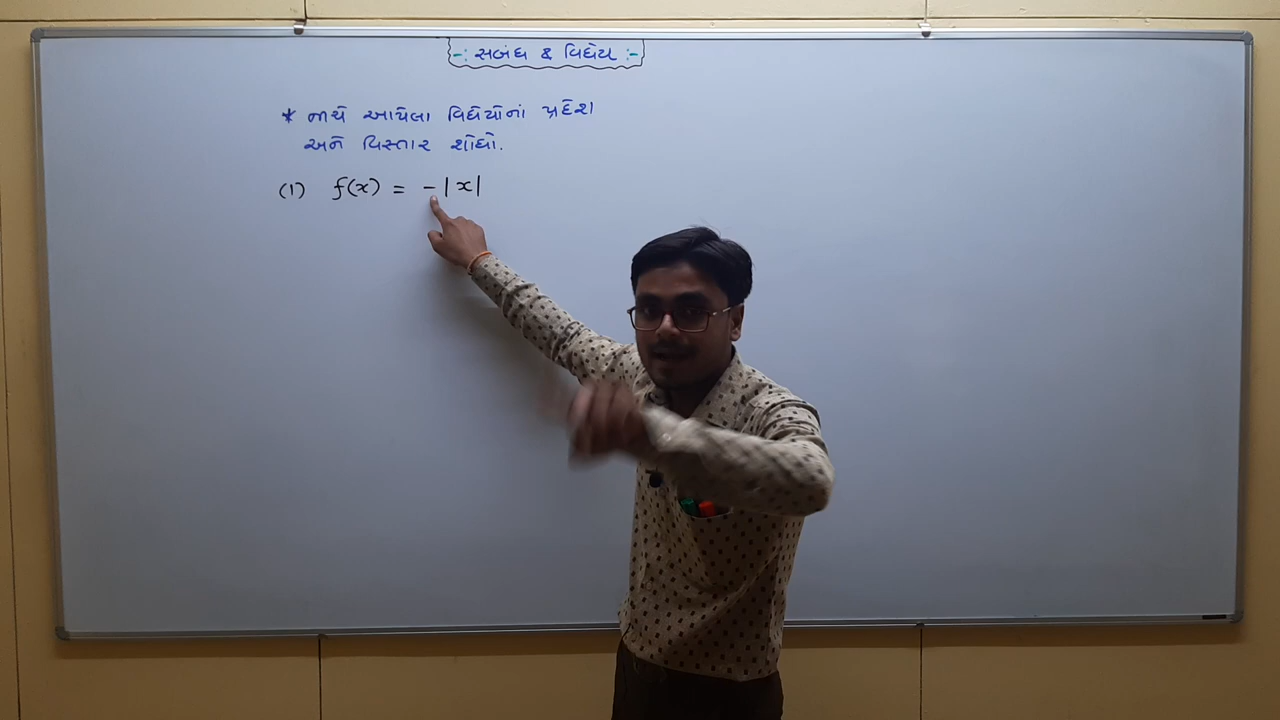 -: સબંધ & વિધેય :-
* નીચે આપેલા વિધેયોનાં પ્રદેશ
અને વિસ્તાર શોધો.
(1) f(x) = -|x|